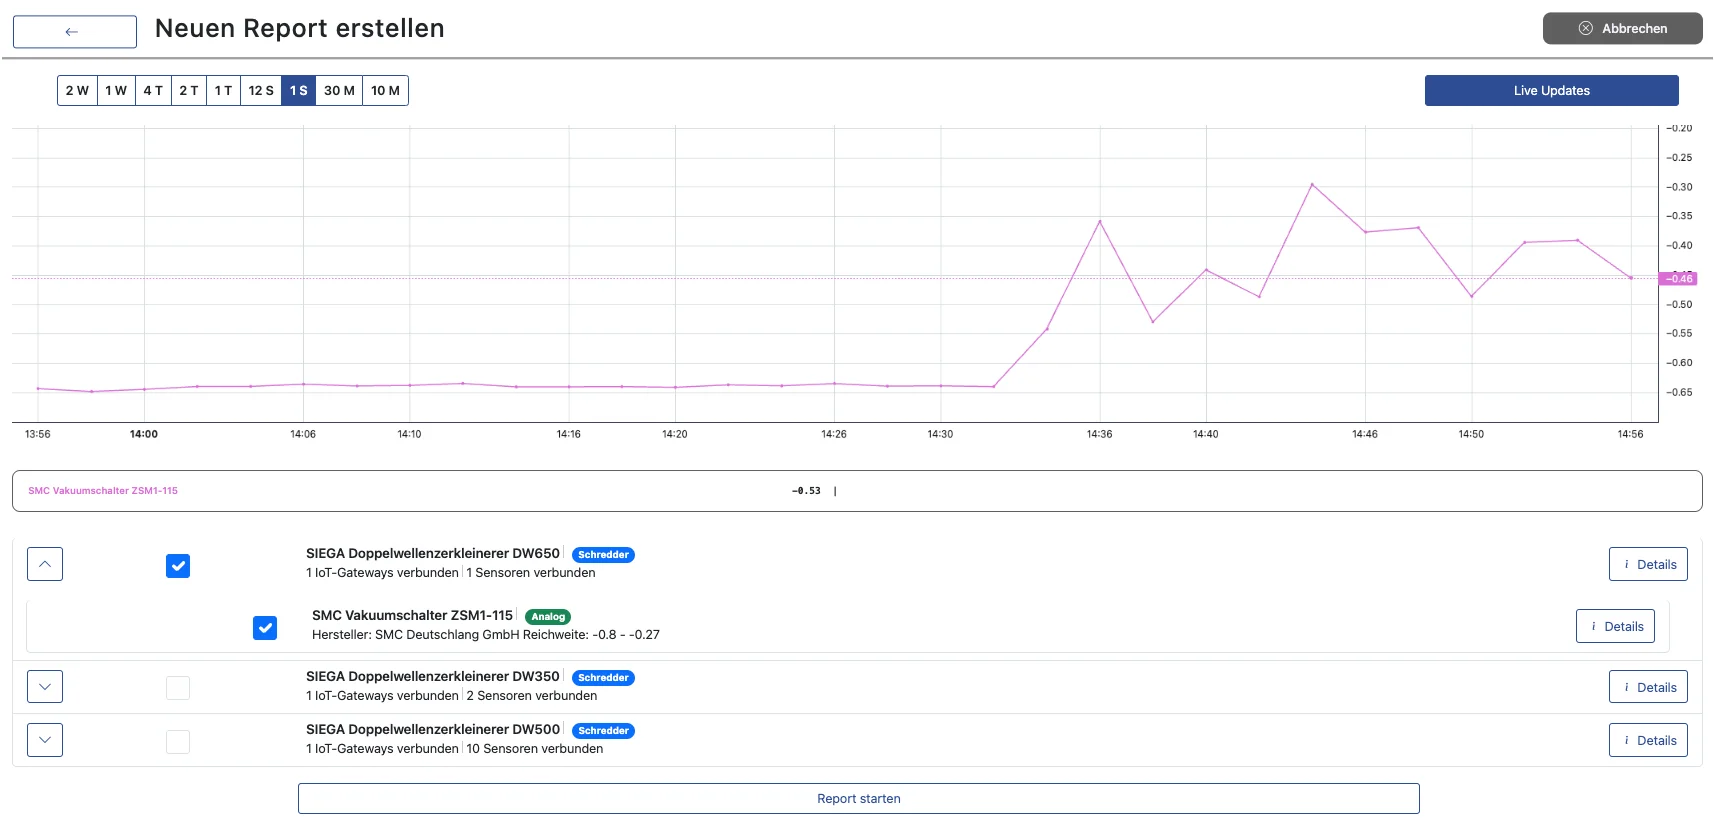 ←
Neuen Report erstellen
Abbrechen
2 W 1 W 4 T 2 T 1 T 12 S 1 S 30 M 10 M
Live Updates
−0.20
−0.25
−0.30
−0.35
−0.40
−0.46
−0.50
−0.55
−0.60
−0.65
13:56 14:00 14:06 14:10 14:16 14:20 14:26 14:30 14:36 14:40 14:46 14:50 14:56
SMC Vakuumschalter ZSM1-115 −0.53 |
SIEGA Doppelwellenzerkleinerer DW650 Schredder
1 IoT-Gateways verbunden 1 Sensoren verbunden
i Details
SMC Vakuumschalter ZSM1-115 Analog
Hersteller: SMC Deutschlang GmbH Reichweite: -0.8 - -0.27
i Details
SIEGA Doppelwellenzerkleinerer DW350 Schredder
1 IoT-Gateways verbunden 2 Sensoren verbunden
i Details
SIEGA Doppelwellenzerkleinerer DW500 Schredder
1 IoT-Gateways verbunden 10 Sensoren verbunden
i Details
Report starten